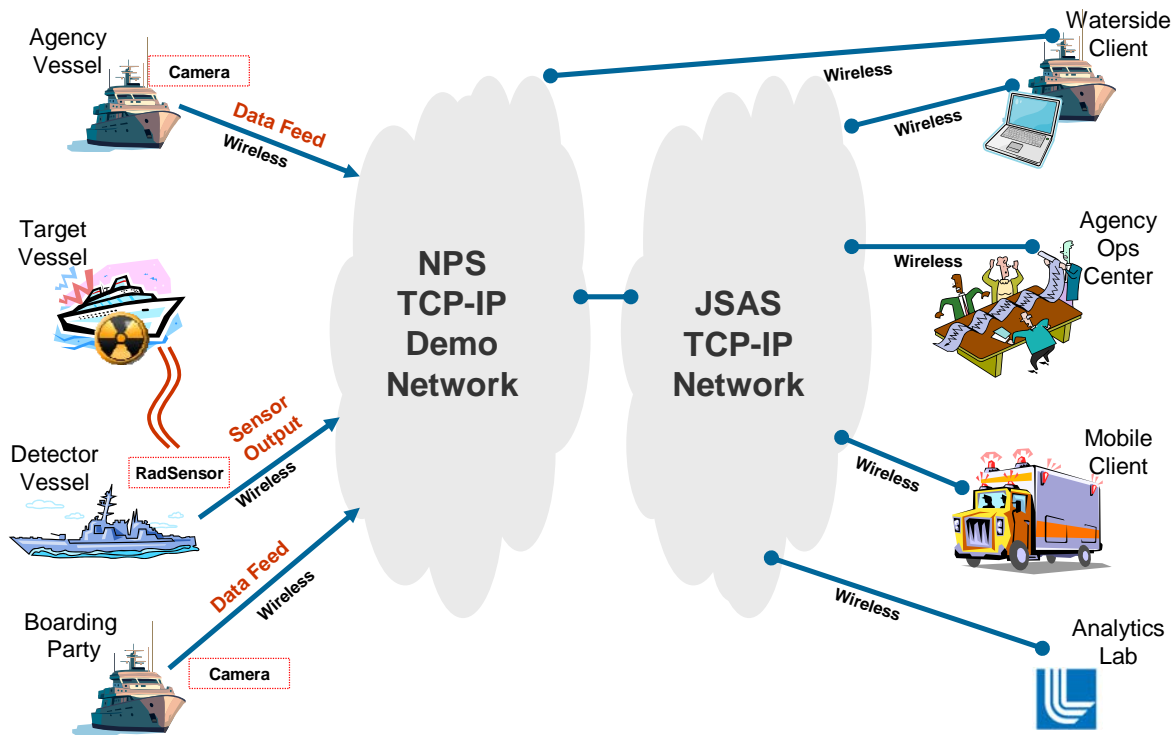 Agency
Vessel
Camera
Data Feed
Wireless
Target
Vessel
Detector
Vessel
RadSensor
Sensor
Output
Wireless
Boarding
Party
Camera
Data Feed
Wireless
NPS
TCP-IP
Demo
Network
JSAS
TCP-IP
Network
Waterside
Client
Wireless
Wireless
Agency
Ops
Center
Wireless
Mobile
Client
Wireless
Analytics
Lab
Wireless